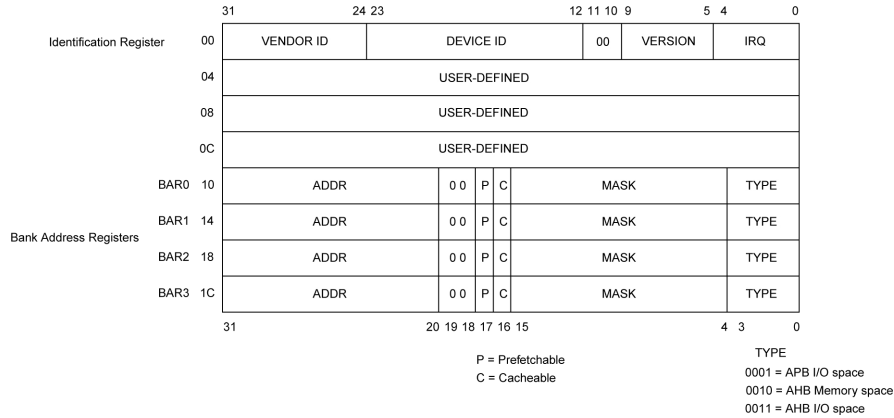 31 24 23 12 11 10 9 5 4 0
Identification Register 00 VENDOR ID DEVICE ID 00 VERSION IRQ
04 USER-DEFINED
08 USER-DEFINED
0C USER-DEFINED
BAR0 10 ADDR 0 0 P C MASK TYPE
BAR1 14 ADDR 0 0 P C MASK TYPE
Bank Address Registers
BAR2 18 ADDR 0 0 P C MASK TYPE
BAR3 1C ADDR 0 0 P C MASK TYPE
31 20 19 18 17 16 15 4 3 0
P = Prefetchable
C = Cacheable
TYPE
0001 = APB I/O space
0010 = AHB Memory space
0011 = AHB I/O space